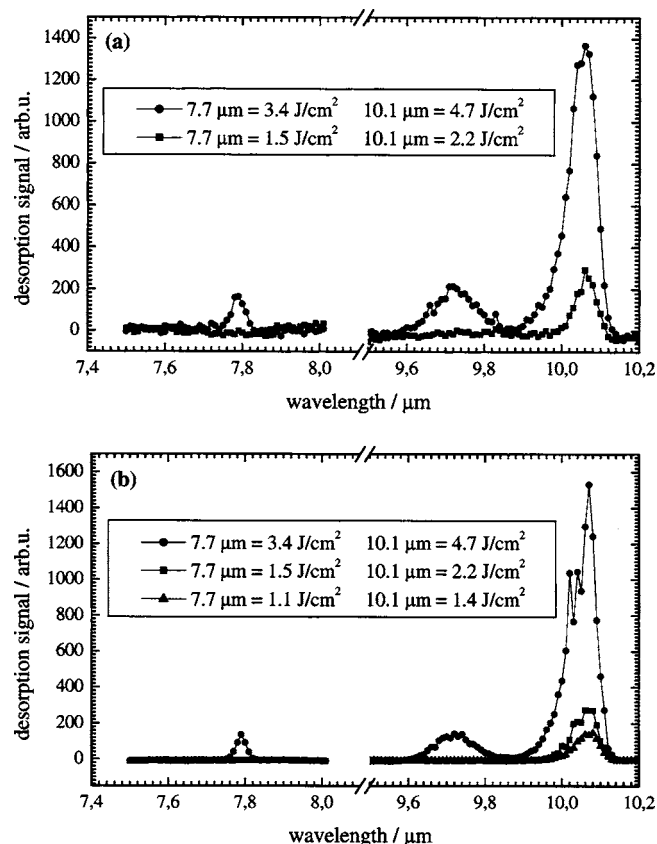 (a)
1400
1200
1000
800
600
400
200
0
desorption signal / arb.u.
7.7 µm = 3.4 J/cm² 10.1 µm = 4.7 J/cm²
7.7 µm = 1.5 J/cm² 10.1 µm = 2.2 J/cm²
7,4 7,6 7,8 8,0 9,6 9,8 10,0 10,2
wavelength / µm
(b)
1600
1400
1200
1000
800
600
400
200
0
desorption signal / arb.u.
7.7 µm = 3.4 J/cm² 10.1 µm = 4.7 J/cm²
7.7 µm = 1.5 J/cm² 10.1 µm = 2.2 J/cm²
7.7 µm = 1.1 J/cm² 10.1 µm = 1.4 J/cm²
7,4 7,6 7,8 8,0 9,6 9,8 10,0 10,2
wavelength / µm